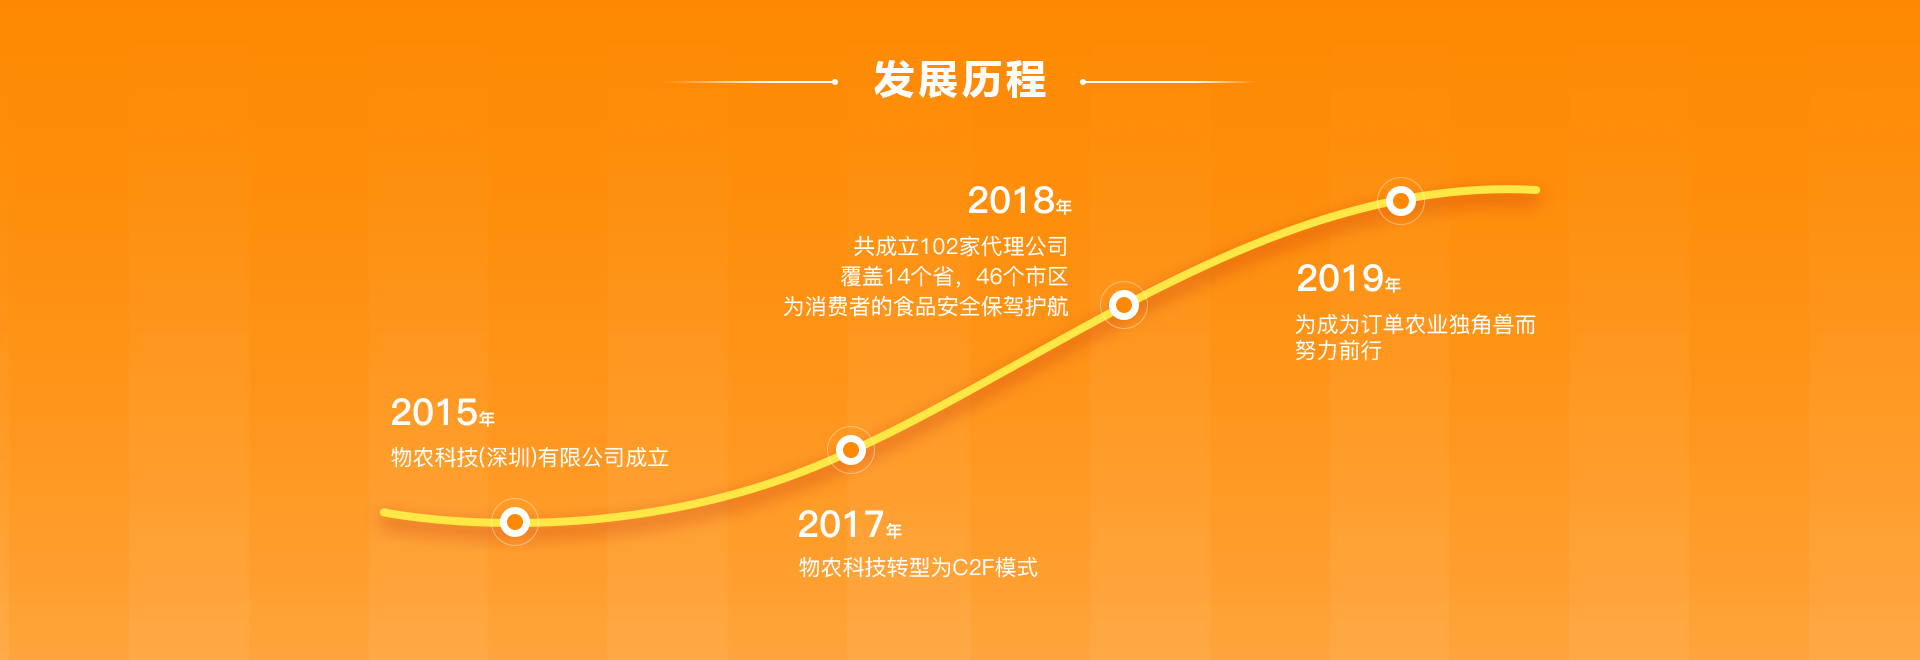 发展历程
2015年
物农科技(深圳)有限公司成立
2017年
物农科技转型为C2F模式
2018年
共成立102家代理公司
覆盖14个省，46个市区
为消费者的食品安全保驾护航
2019年
为成为订单农业独角兽而
努力前行